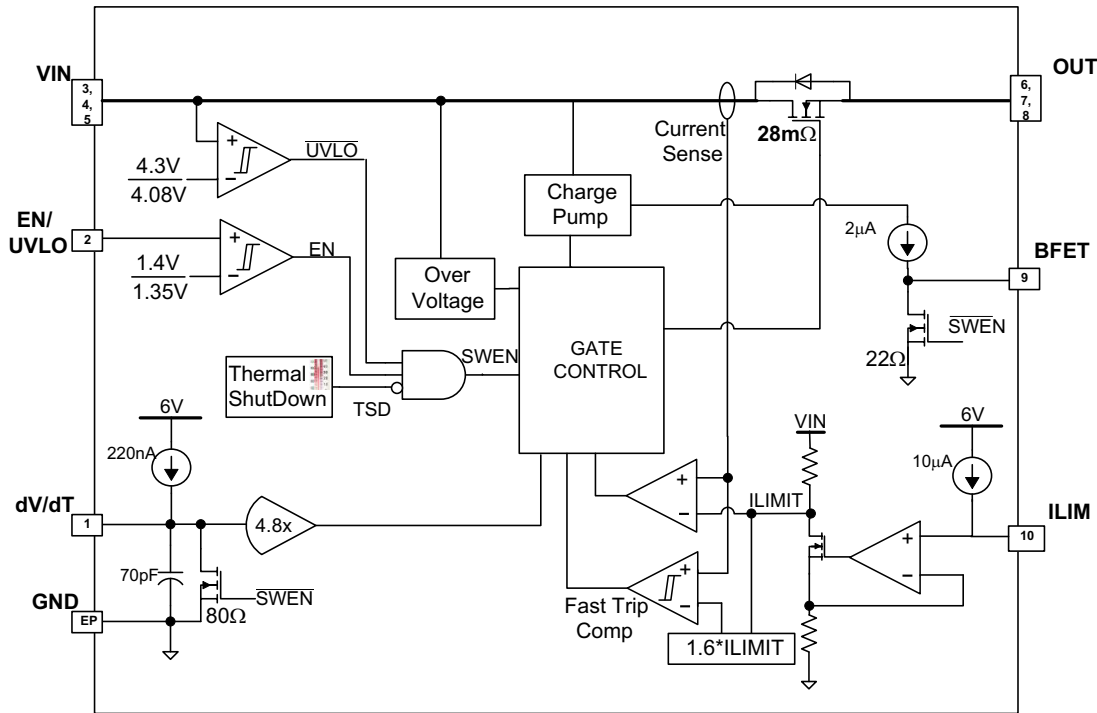 VIN
3,
4,
5
OUT
6,
7,
8
Current
Sense
28mΩ
+
−
UVLO
4.3V
4.08V
EN/
UVLO
2
+
−
EN
1.4V
1.35V
Charge
Pump
Over
Voltage
2µA
BFET
9
SWEN
22Ω
Thermal
ShutDown
TSD
SWEN
GATE
CONTROL
6V
220nA
dV/dT
1
4.8x
70pF
SWEN
80Ω
GND
EP
+
−
ILIMIT
VIN
6V
10µA
ILIM
10
+
−
+
−
Fast Trip
Comp
1.6*ILIMIT